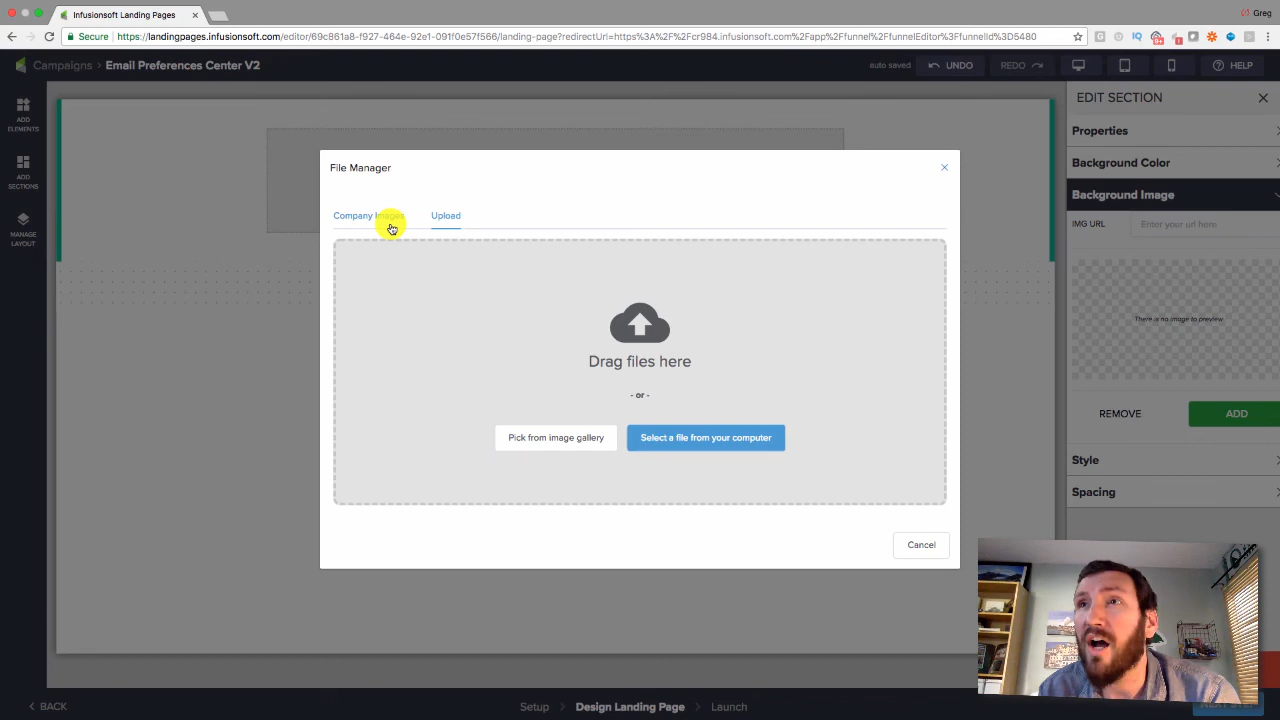 Infusionsoft Landing Pages
Greg
Secure
https://landingpages.infusionsoft.com/editor/69c861a8-f927-464e-92e1-091f0e57f566/landing-page?redirectUrl=https%3A%2F%2Fcr984.infusionsoft.com%2Fapp%2Ffunnel%2FfunnelEditor%3FfunnelId%3D5480
Campaigns › Email Preferences Center V2
auto saved
UNDO
REDO
HELP
ADD
ELEMENTS
ADD
SECTIONS
MANAGE
LAYOUT
File Manager
Company Images
Upload
Drag files here
- or -
Pick from image gallery
Select a file from your computer
Cancel
EDIT SECTION
Properties
Background Color
Background Image
IMG URL
Enter your url here
There is no image to preview.
REMOVE
ADD
Style
Spacing
BACK
Setup
Design Landing Page
Launch